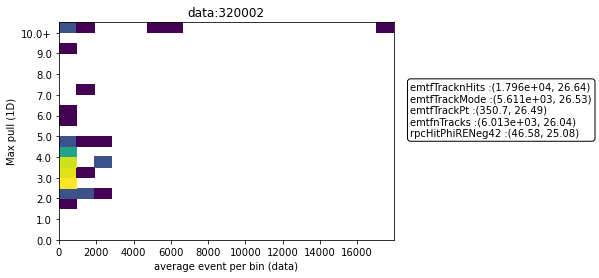 data:320002
10.0+
9.0
8.0
7.0
6.0
5.0
4.0
3.0
2.0
1.0
0.0
Max pull (1D)
0
2000
4000
6000
8000
10000
12000
14000
16000
average event per bin (data)
emtfTracknHits :(1.796e+04, 26.64)
emtfTrackMode :(5.611e+03, 26.53)
emtfTrackPt :(350.7, 26.49)
emtfnTracks :(6.013e+03, 26.04)
rpcHitPhiRENeg42 :(46.58, 25.08)